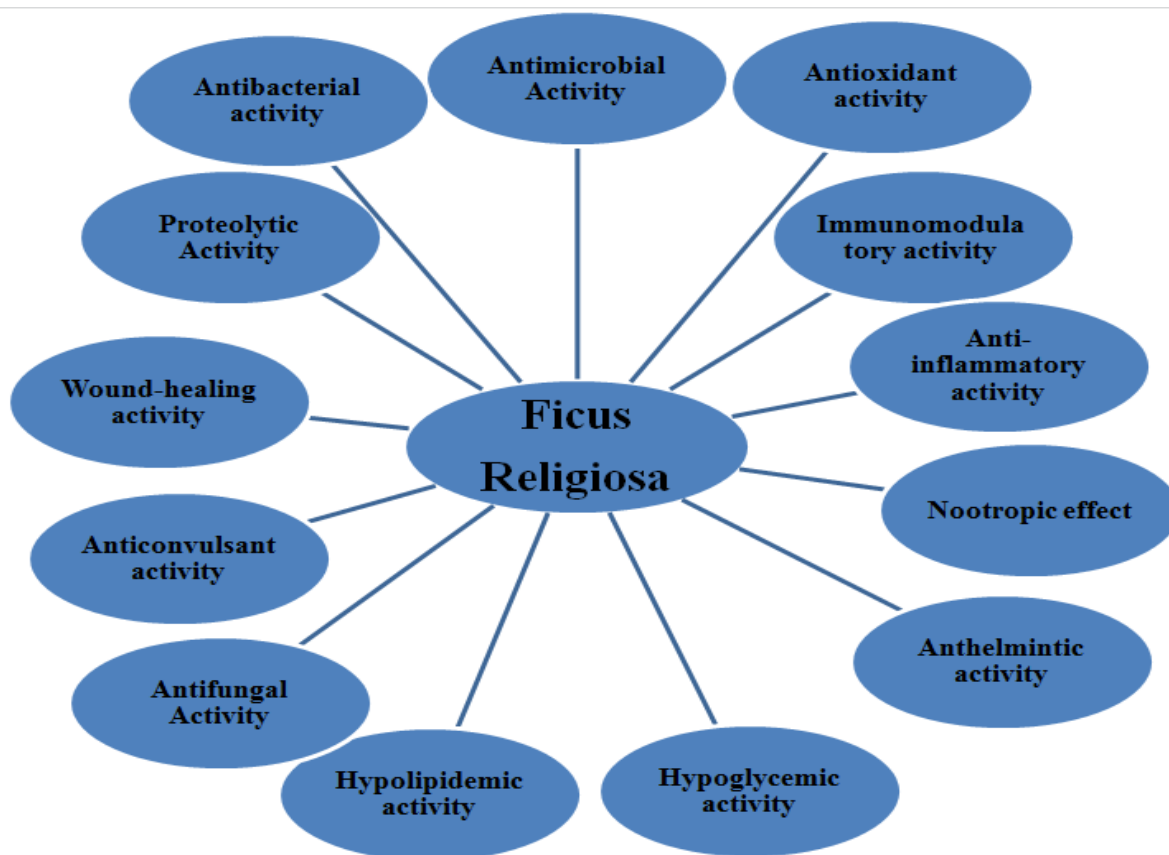 Antimicrobial
Activity
Antioxidant
activity
Immunomodula
tory activity
Anti-
inflammatory
activity
Nootropic effect
Anthelmintic
activity
Hypoglycemic
activity
Hypolipidemic
activity
Antifungal
Activity
Anticonvulsant
activity
Wound-healing
activity
Proteolytic
Activity
Antibacterial
activity
Ficus
Religiosa